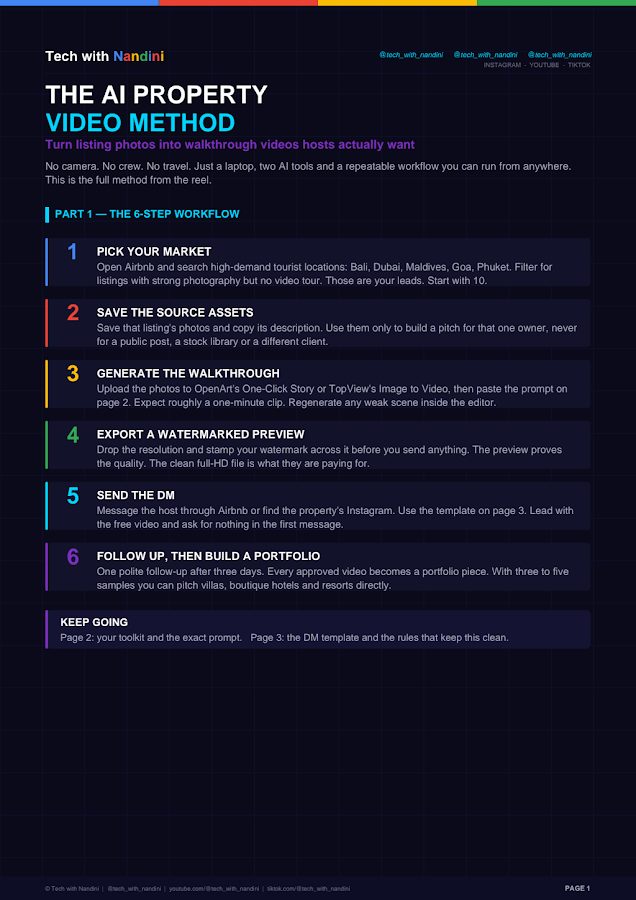 Tech with Nandini
@tech_with_nandini @tech_with_nandini @tech_with_nandini
INSTAGRAM - YOUTUBE - TIKTOK
THE AI PROPERTY
VIDEO METHOD
Turn listing photos into walkthrough videos hosts actually want
No camera. No crew. No travel. Just a laptop, two AI tools and a repeatable workflow you can run from anywhere.
This is the full method from the reel.
PART 1 — THE 6-STEP WORKFLOW
1
PICK YOUR MARKET
Open Airbnb and search high-demand tourist locations: Bali, Dubai, Maldives, Goa, Phuket. Filter for
listings with strong photography but no video tour. Those are your leads. Start with 10.
2
SAVE THE SOURCE ASSETS
Save that listing's photos and copy its description. Use them only to build a pitch for that one owner, never
for a public post, a stock library or a different client.
3
GENERATE THE WALKTHROUGH
Upload the photos to OpenArt's One-Click Story or TopView's Image to Video, then paste the prompt on
page 2. Expect roughly a one-minute clip. Regenerate any weak scene inside the editor.
4
EXPORT A WATERMARKED PREVIEW
Drop the resolution and stamp your watermark across it before you send anything. The preview proves
the quality. The clean full-HD file is what they are paying for.
5
SEND THE DM
Message the host through Airbnb or find the property's Instagram. Use the template on page 3. Lead with
the free video and ask for nothing in the first message.
6
FOLLOW UP, THEN BUILD A PORTFOLIO
One polite follow-up after three days. Every approved video becomes a portfolio piece. With three to five
samples you can pitch villas, boutique hotels and resorts directly.
KEEP GOING
Page 2: your toolkit and the exact prompt. Page 3: the DM template and the rules that keep this clean.
© Tech with Nandini | @tech_with_nandini | youtube.com/@tech_with_nandini | tiktok.com/@tech_with_nandini
PAGE 1